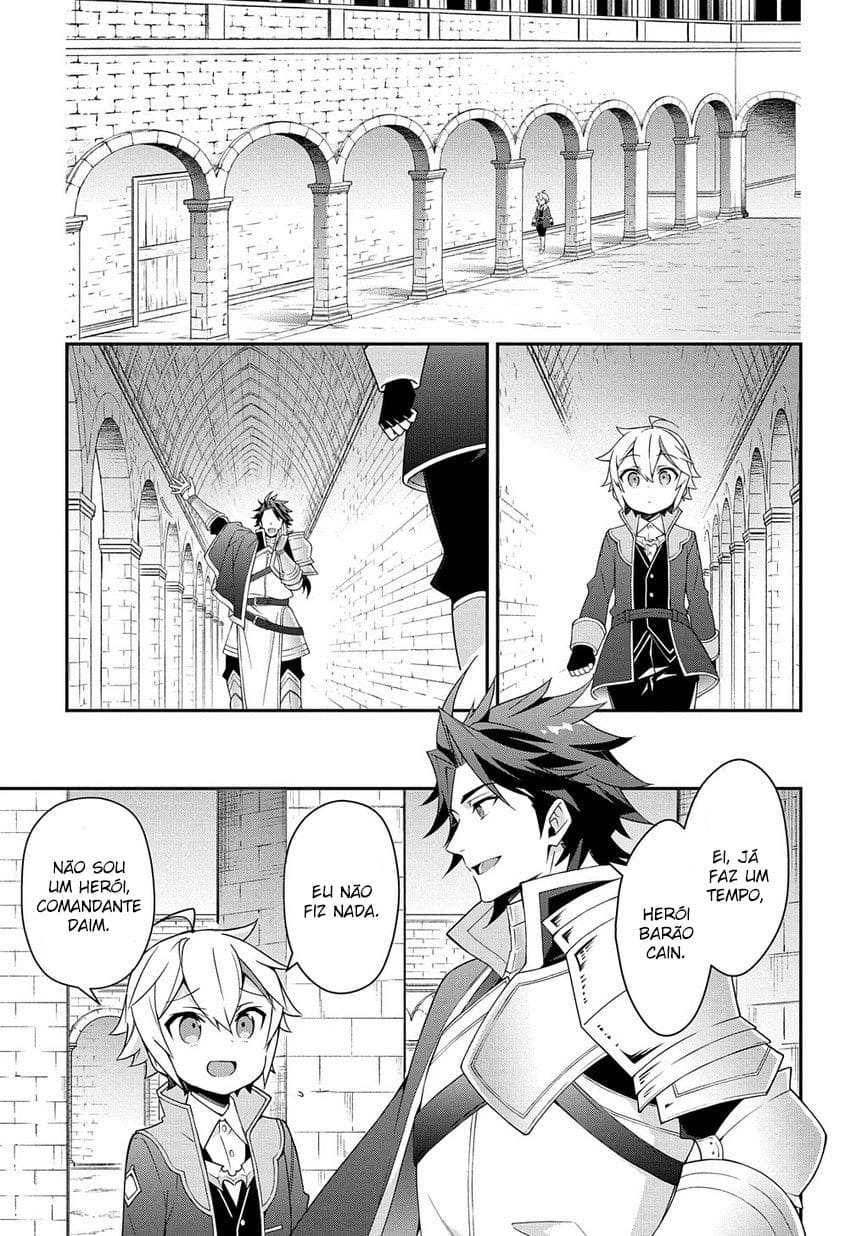 EI, JÁ
FAZ UM
TEMPO,
HERÓI
BARÃO
CAIN.
EU NÃO
FIZ NADA.
NÃO SOU
UM HERÓI,
COMANDANTE
DAIM.